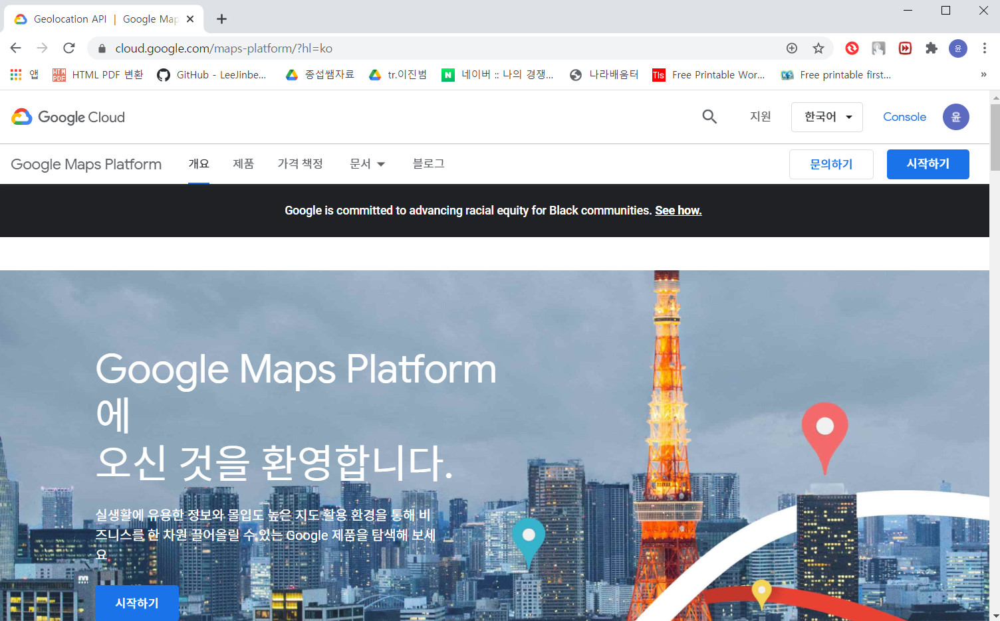 Geolocation API | Google Map
cloud.google.com/maps-platform/?hl=ko
윤
앱
HTML PDF 변환
GitHub - LeeJinbe...
종섭쌤자료
tr.이진범
네이버 :: 나의 경쟁...
나라배움터
Free Printable Wor...
Free printable first...
»
Google Cloud
지원
한국어
Console
윤
Google Maps Platform
개요
제품
가격 책정
문서
블로그
문의하기
시작하기
Google is committed to advancing racial equity for Black communities. See how.
Google Maps Platform
에
오신 것을 환영합니다.
실생활에 유용한 정보와 몰입도 높은 지도 활용 환경을 통해 비
즈니스를 한 차원 끌어올릴 수 있는 Google 제품을 탐색해 보세
요.
시작하기